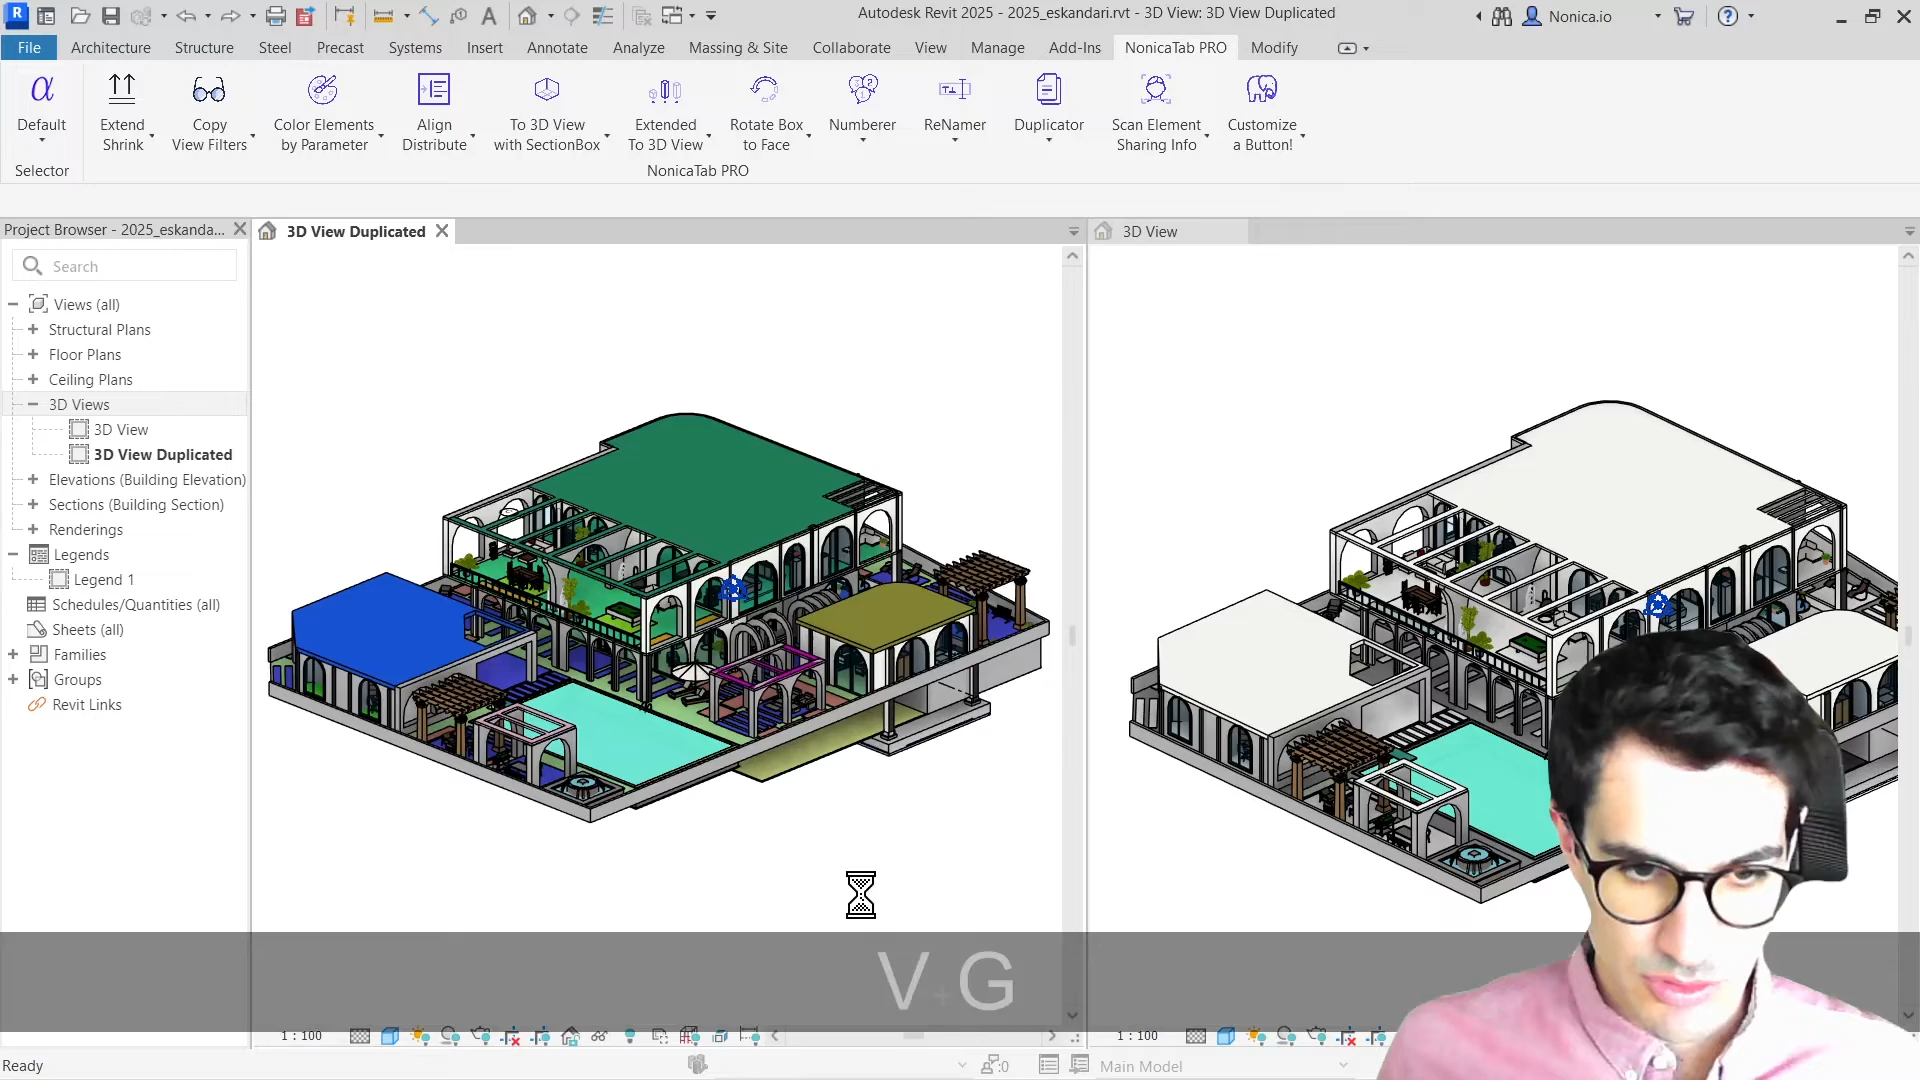 R
Autodesk Revit 2025 - 2025_eskandari.rvt - 3D View: 3D View Duplicated
Nonica.io
File Architecture Structure Steel Precast Systems Insert Annotate Analyze Massing & Site Collaborate View Manage Add-Ins NonicaTab PRO Modify
Default
Extend
Shrink
Copy
View Filters
Color Elements
by Parameter
Align
Distribute
To 3D View
with SectionBox
Extended
To 3D View
Rotate Box
to Face
Numberer
ReNamer
Duplicator
Scan Element
Sharing Info
Customize
a Button!
Selector
NonicaTab PRO
Project Browser - 2025_eskanda...
3D View Duplicated
3D View
Search
Views (all)
Structural Plans
Floor Plans
Ceiling Plans
3D Views
3D View
3D View Duplicated
Elevations (Building Elevation)
Sections (Building Section)
Renderings
Legends
Legend 1
Schedules/Quantities (all)
Sheets (all)
Families
Groups
Revit Links
V+G
1 : 100
1 : 100
Ready
:0
Main Model